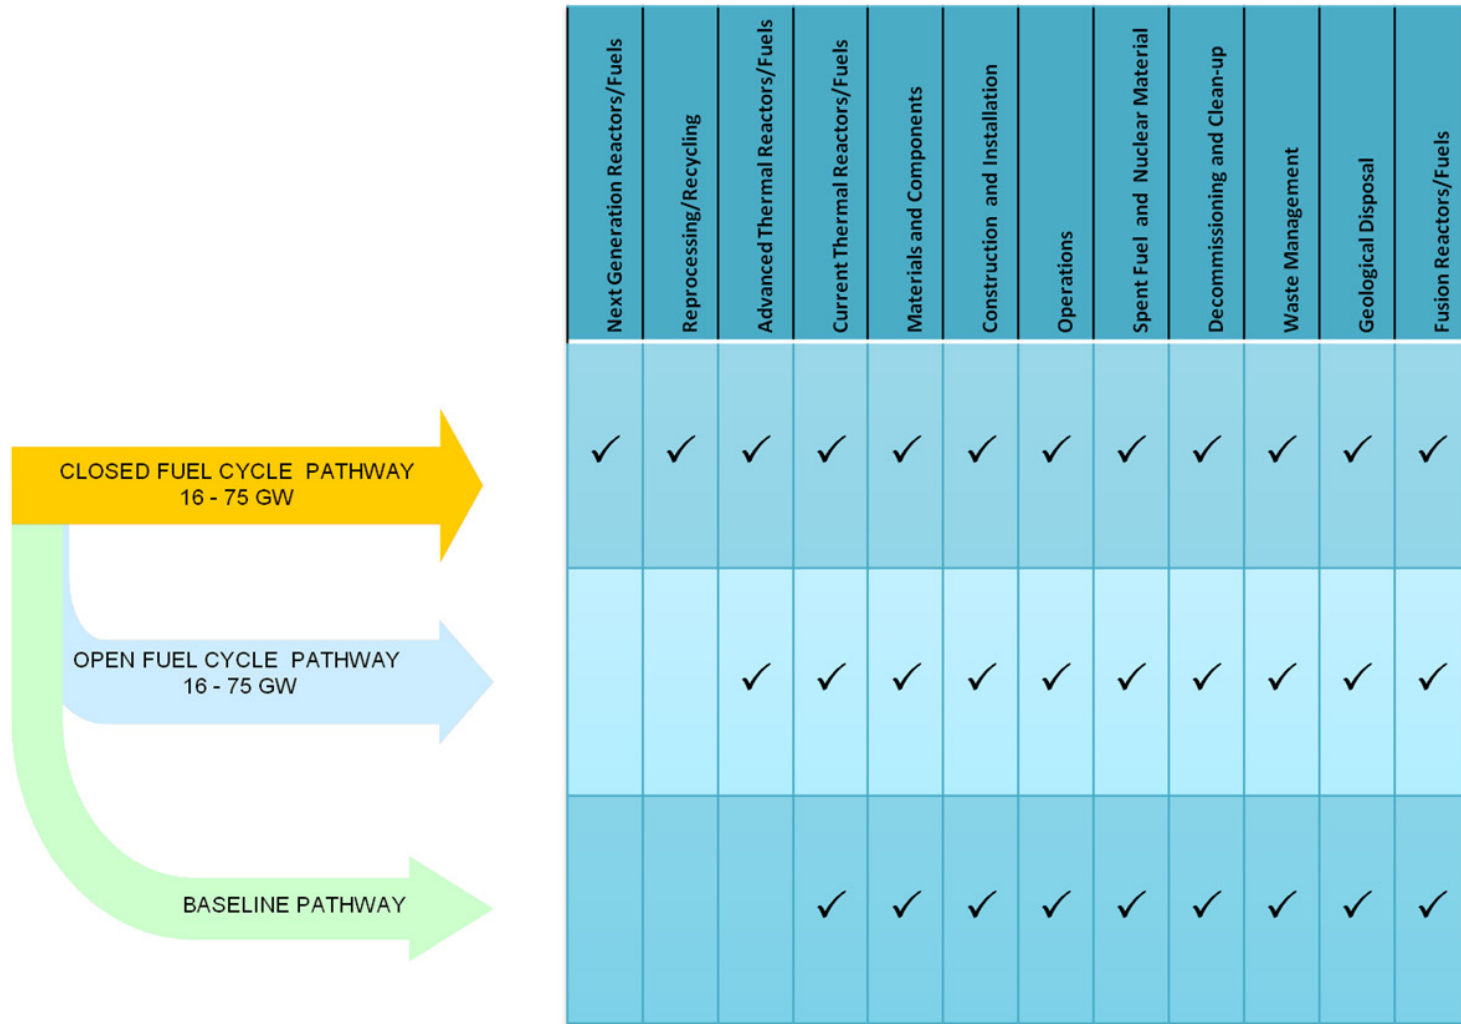 Next Generation Reactors/Fuels
Reprocessing/Recycling
Advanced Thermal Reactors/Fuels
Current Thermal Reactors/Fuels
Materials and Components
Construction and Installation
Operations
Spent Fuel and Nuclear Material
Decommissioning and Clean-up
Waste Management
Geological Disposal
Fusion Reactors/Fuels
CLOSED FUEL CYCLE PATHWAY
16 - 75 GW
✓ ✓ ✓ ✓ ✓ ✓ ✓ ✓ ✓ ✓ ✓ ✓
OPEN FUEL CYCLE PATHWAY
16 - 75 GW
✓ ✓ ✓ ✓ ✓ ✓ ✓ ✓ ✓ ✓
BASELINE PATHWAY
✓ ✓ ✓ ✓ ✓ ✓ ✓ ✓ ✓